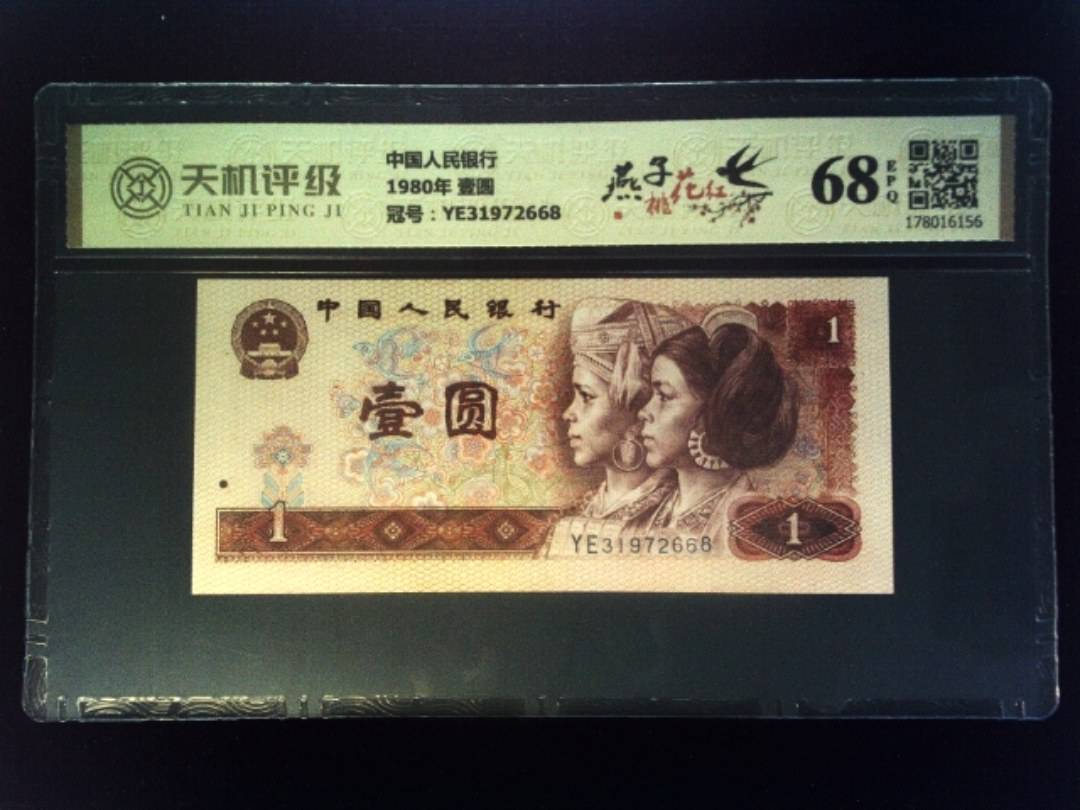 天机评级
TIAN JI PING JI
中国人民银行
1980年 壹圆
冠号：YE31972668
燕子
桃花红
68
EPQ
178016156
中国人民银行
1
壹圆
1
YE31972668
1